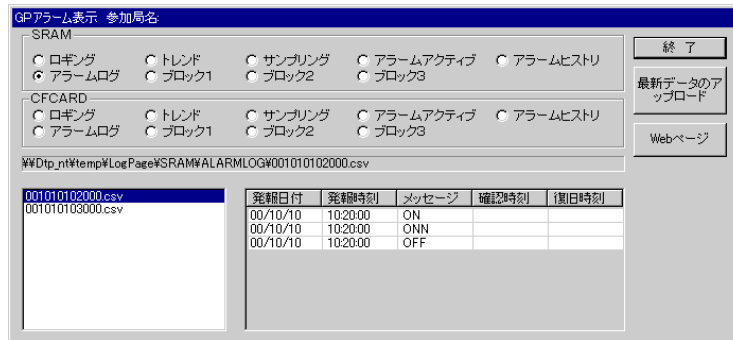 GPアラーム表示 参加局名:
SRAM
ロギング トレンド サンプリング アラームアクティブ アラームヒストリ
アラームログ ブロック1 ブロック2 ブロック3
CFCARD
ロギング トレンド サンプリング アラームアクティブ アラームヒストリ
アラームログ ブロック1 ブロック2 ブロック3
終 了
最新データのア
ップロード
Webページ
¥¥Dtp_nt¥temp¥LogPage¥SRAM¥ALARMLOG¥001010102000.csv
001010102000.csv
001010103000.csv
発報日付 発報時刻 メッセージ 確認時刻 復旧時刻
00/10/10 10:20:00 ON
00/10/10 10:20:00 ONN
00/10/10 10:20:00 OFF